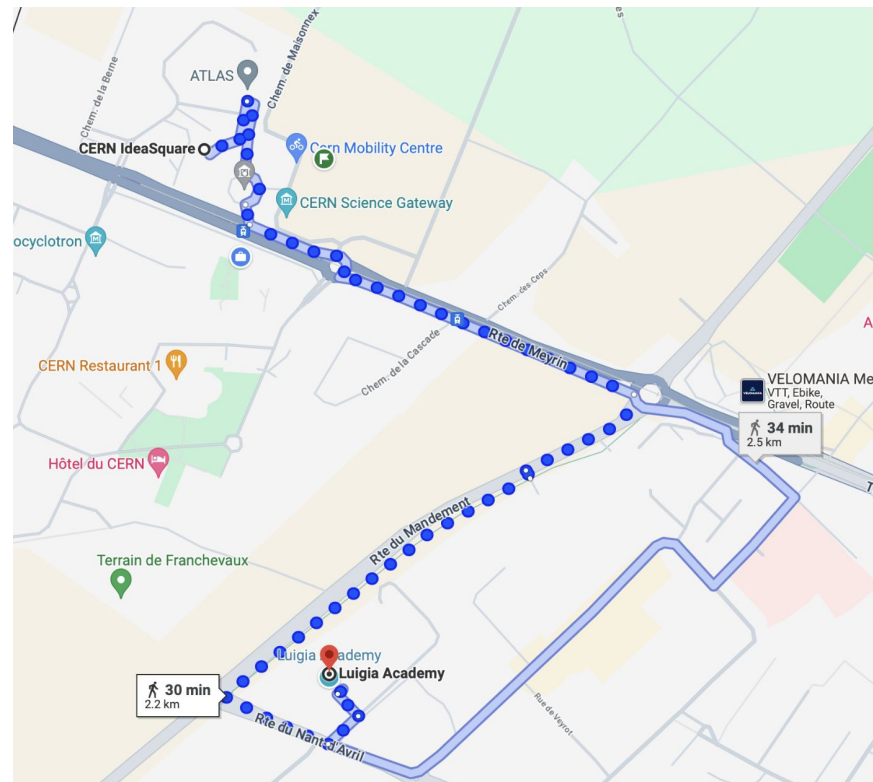 es
Chem. de Maisonnex
Chem. de la Berne
ATLAS
CERN IdeaSquare
Cern Mobility Centre
CERN Science Gateway
ocyclotron
Chem. des Ceps
Rte de Meyrin
Chem. de la Cascade
A
CERN Restaurant 1
VELOMANIA
VELOMANIA Me
VTT, Ebike,
Gravel, Route
34 min
2.5 km
Hôtel du CERN
T
Rte du Mandement
Terrain de Franchevaux
Luigia Academy
30 min
2.2 km
Rte du Nant-d'Avril
Rue de Veyrot